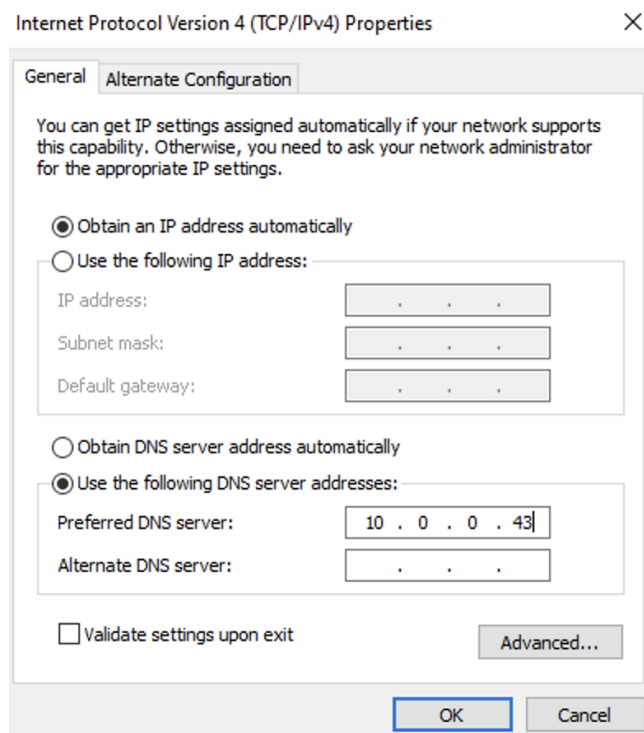 Internet Protocol Version 4 (TCP/IPv4) Properties
General
Alternate Configuration
You can get IP settings assigned automatically if your network supports
this capability. Otherwise, you need to ask your network administrator
for the appropriate IP settings.
Obtain an IP address automatically
Use the following IP address:
IP address:
. . .
Subnet mask:
. . .
Default gateway:
. . .
Obtain DNS server address automatically
Use the following DNS server addresses:
Preferred DNS server:
10 . 0 . 0 . 43
Alternate DNS server:
. . .
Validate settings upon exit
Advanced...
OK
Cancel